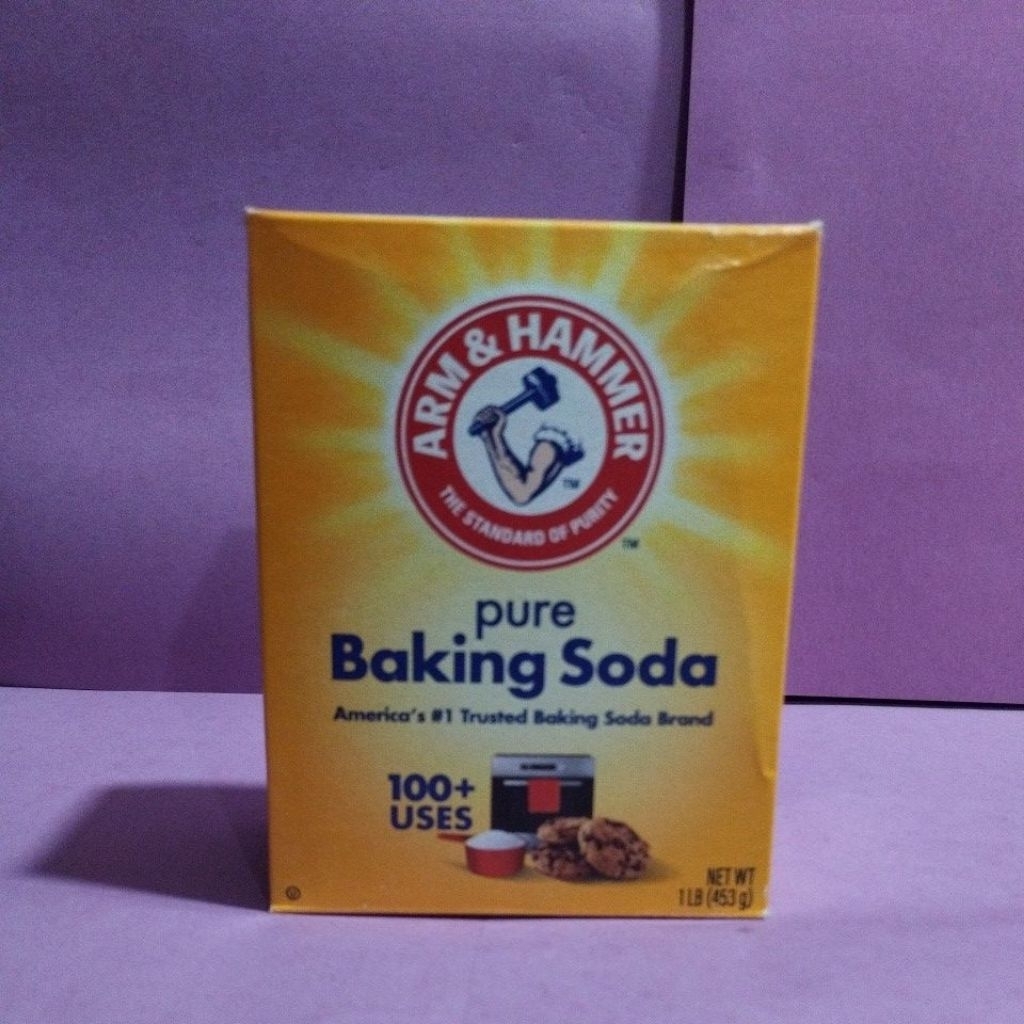 ARM & HAMMER
TM
THE STANDARD OF PURITY
TM
pure
Baking Soda
America's #1 Trusted Baking Soda Brand
100+
USES
NET WT
1 LB (453 g)